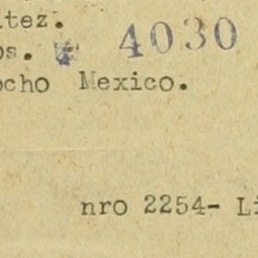 tez.
os. 4030
ocho Mexico.
nro 2254- Li